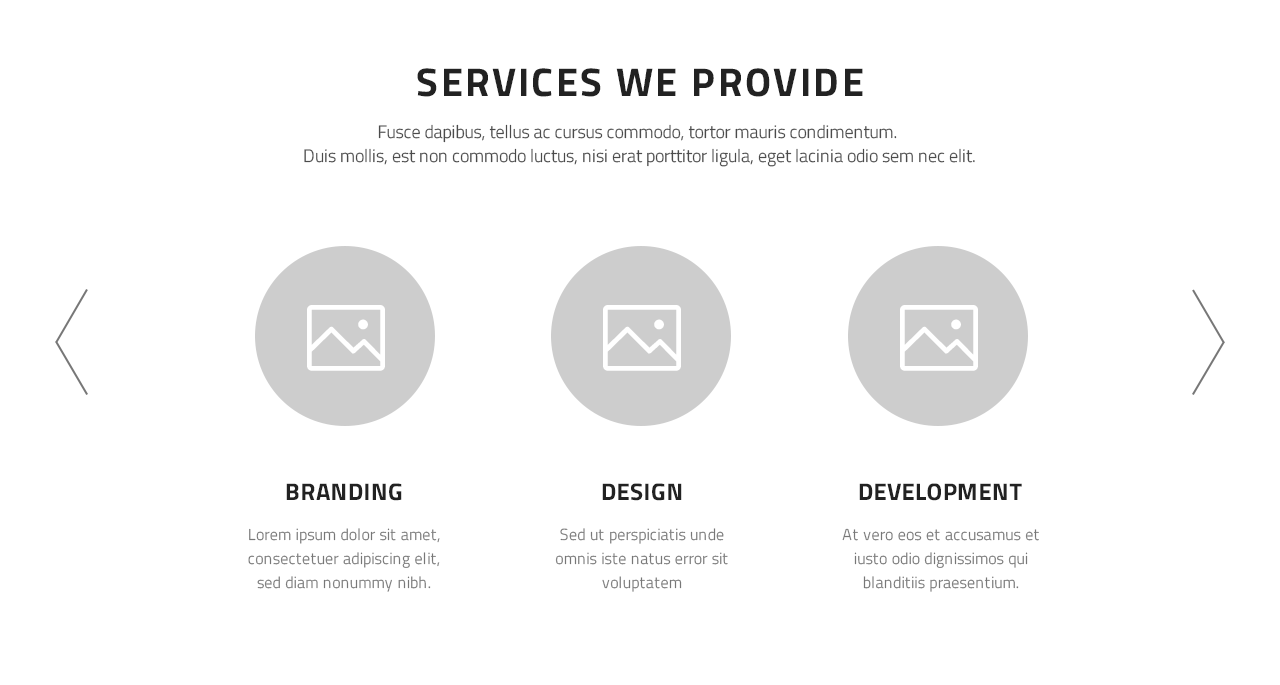 SERVICES WE PROVIDE
Fusce dapibus, tellus ac cursus commodo, tortor mauris condimentum.
Duis mollis, est non commodo luctus, nisi erat porttitor ligula, eget lacinia odio sem nec elit.
BRANDING
Lorem ipsum dolor sit amet,
consectetuer adipiscing elit,
sed diam nonummy nibh.
DESIGN
Sed ut perspiciatis unde
omnis iste natus error sit
voluptatem
DEVELOPMENT
At vero eos et accusamus et
iusto odio dignissimos qui
blanditiis praesentium.